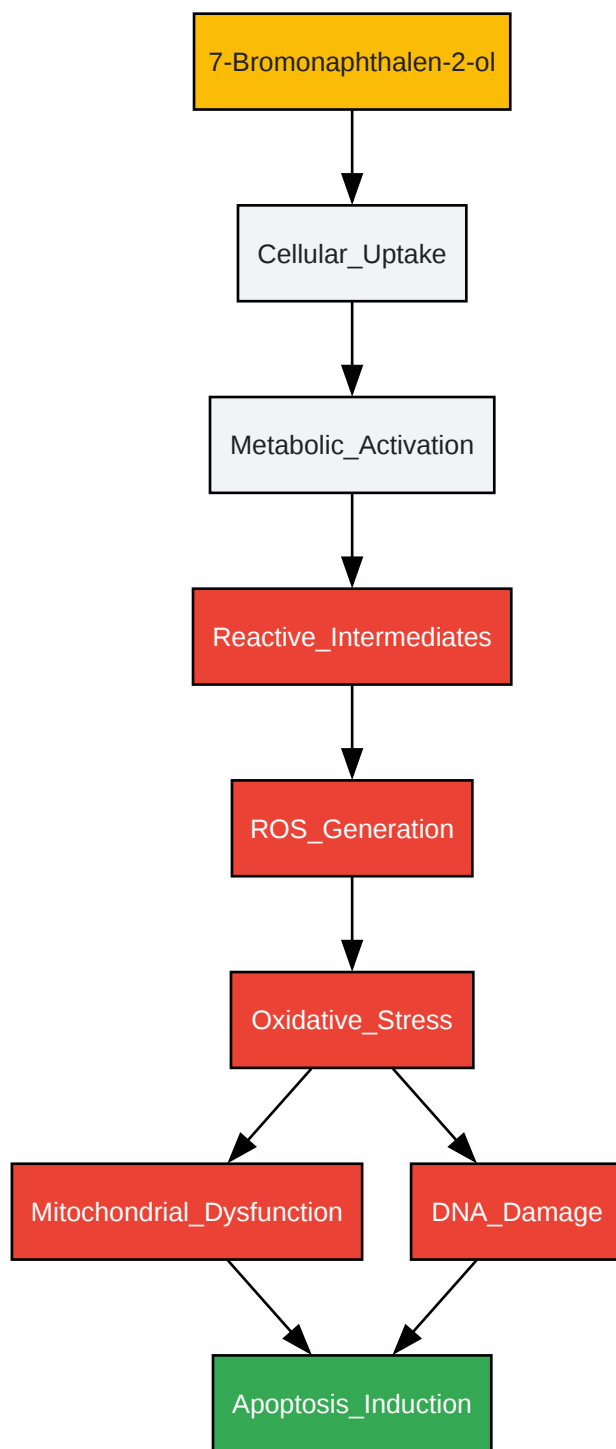 7-Bromonaphthalen-2-ol
Cellular_Uptake
Metabolic_Activation
Reactive_Intermediates
ROS_Generation
Oxidative_Stress
Mitochondrial_Dysfunction
DNA_Damage
Apoptosis_Induction